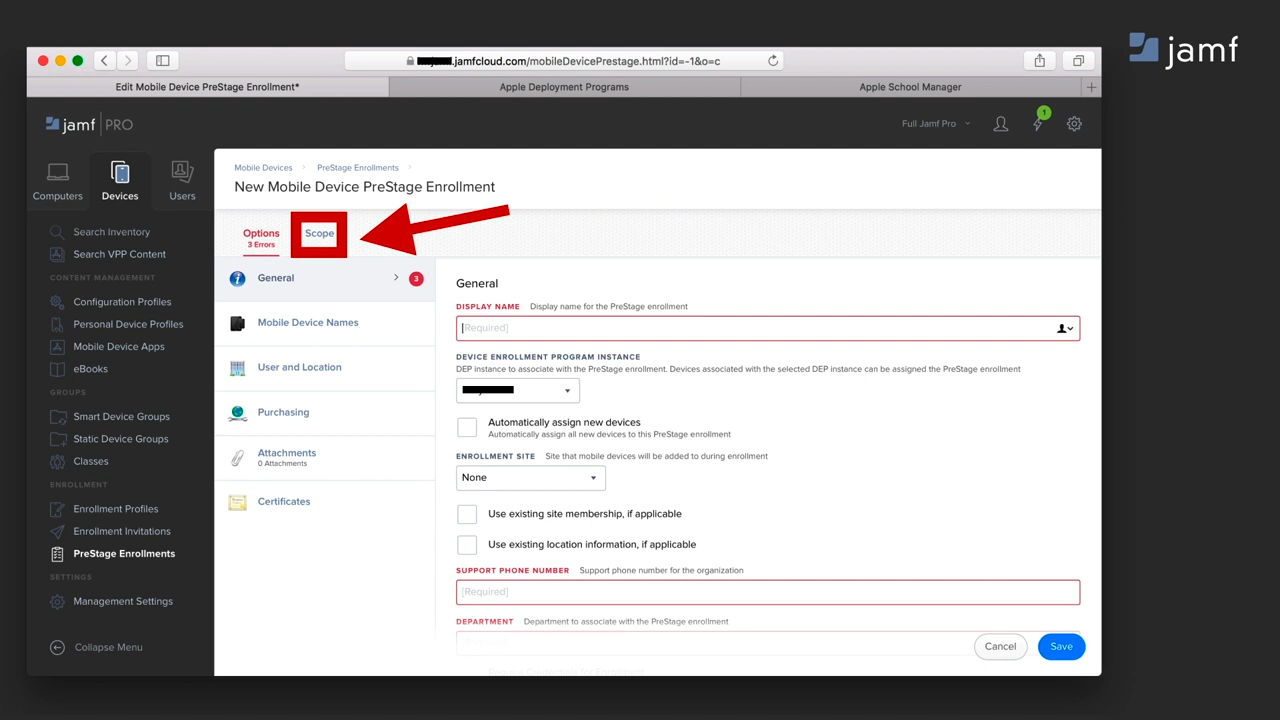 jamf
.jamfcloud.com/mobileDevicePrestage.html?id=-1&o=c
Edit Mobile Device PreStage Enrollment*
Apple Deployment Programs
Apple School Manager
jamf PRO
Full Jamf Pro
1
Computers
Devices
Users
Search Inventory
Search VPP Content
CONTENT MANAGEMENT
Configuration Profiles
Personal Device Profiles
Mobile Device Apps
eBooks
GROUPS
Smart Device Groups
Static Device Groups
Classes
ENROLLMENT
Enrollment Profiles
Enrollment Invitations
PreStage Enrollments
SETTINGS
Management Settings
Collapse Menu
Mobile Devices
PreStage Enrollments
New Mobile Device PreStage Enrollment
Options
3 Errors
Scope
General
3
Mobile Device Names
User and Location
Purchasing
Attachments
0 Attachments
Certificates
General
DISPLAY NAME Display name for the PreStage enrollment
[Required]
DEVICE ENROLLMENT PROGRAM INSTANCE
DEP instance to associate with the PreStage enrollment. Devices associated with the selected DEP instance can be assigned the PreStage enrollment
Automatically assign new devices
Automatically assign all new devices to this PreStage enrollment
ENROLLMENT SITE Site that mobile devices will be added to during enrollment
None
Use existing site membership, if applicable
Use existing location information, if applicable
SUPPORT PHONE NUMBER Support phone number for the organization
[Required]
DEPARTMENT Department to associate with the PreStage enrollment
Cancel
Save